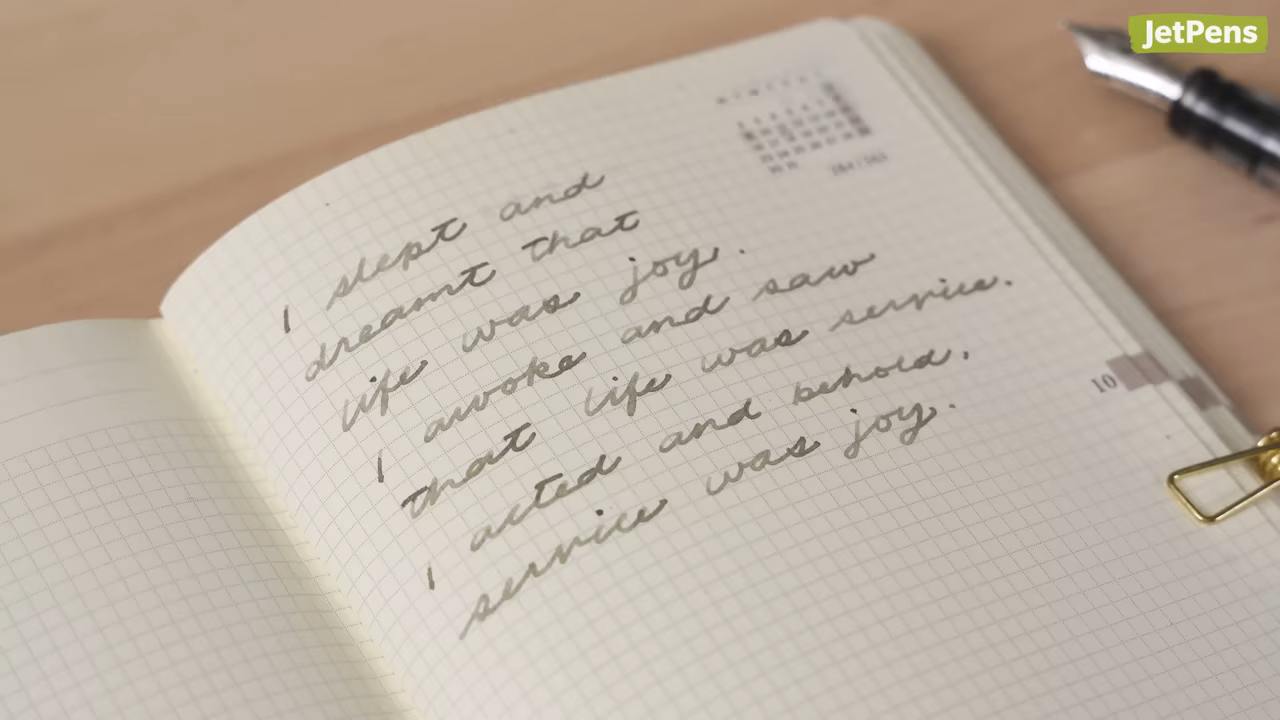 JetPens
I slept and
dreamt that
life was joy.
I awoke and saw
that life was service.
I acted and behold.
service was joy.
10